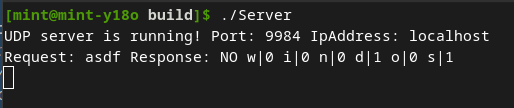 [mint@mint-y18o build]$ ./Server
UDP server is running! Port: 9984 IpAddress: localhost
Request: asdf Response: NO w|0 i|0 n|0 d|1 o|0 s|1